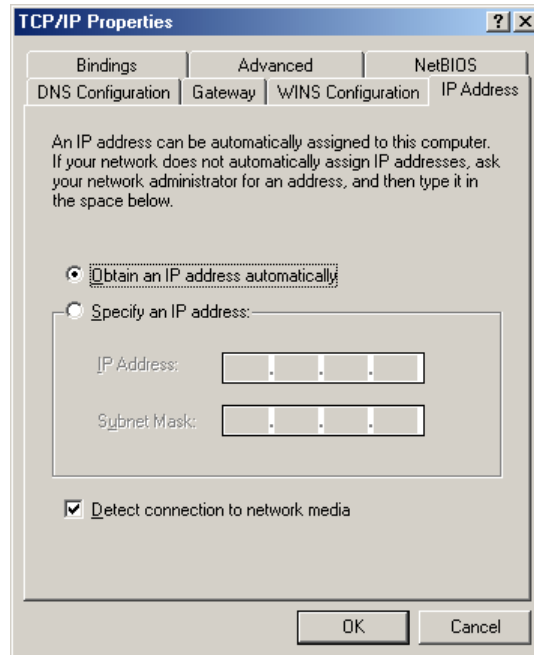 TCP/IP Properties
? ×
Bindings Advanced NetBIOS
DNS Configuration Gateway WINS Configuration IP Address
An IP address can be automatically assigned to this computer.
If your network does not automatically assign IP addresses, ask
your network administrator for an address, and then type it in
the space below.
Obtain an IP address automatically
Specify an IP address:
IP Address:
. . .
Subnet Mask:
. . .
Detect connection to network media
OK Cancel